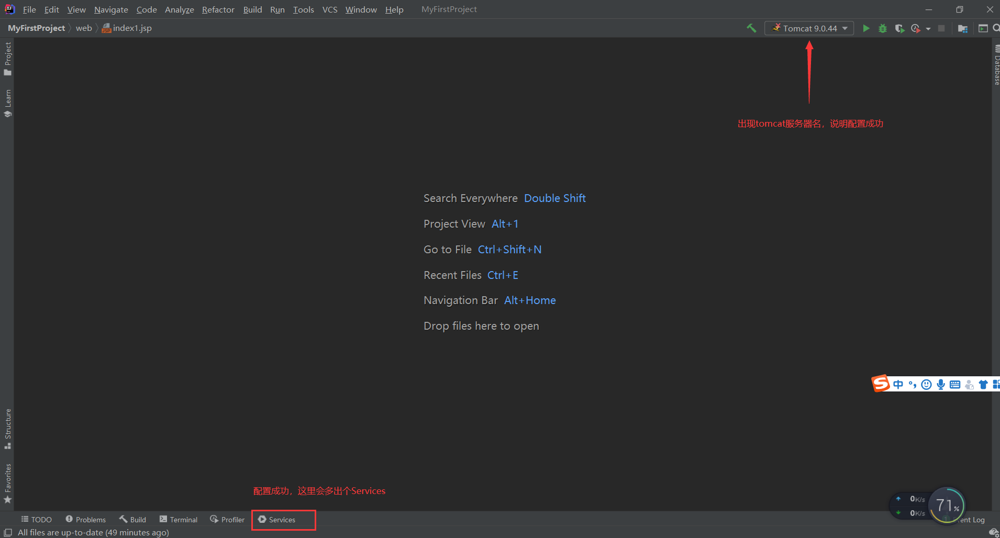 File Edit View Navigate Code Analyze Refactor Build Run Tools VCS Window Help MyFirstProject
MyFirstProject web index1.jsp
Tomcat 9.0.44
Project
Learn
Database
出现tomcat服务器名，说明配置成功
Search Everywhere Double Shift
Project View Alt+1
Go to File Ctrl+Shift+N
Recent Files Ctrl+E
Navigation Bar Alt+Home
Drop files here to open
中
Structure
Favorites
配置成功，这里会多出个Services
0K/s
0K/s
71%
TODO Problems Build Terminal Profiler Services
Log
All files are up-to-date (49 minutes ago)